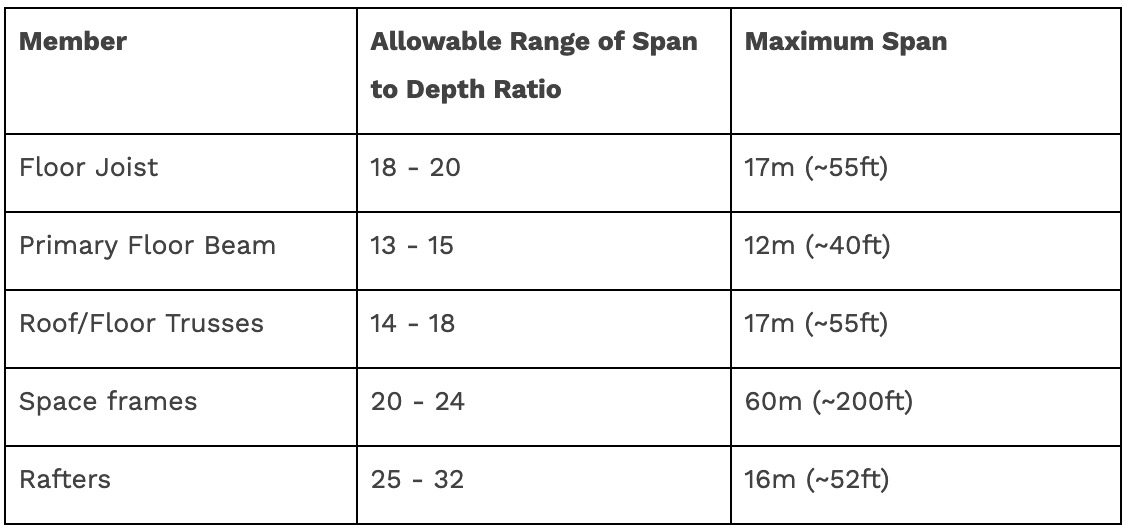 Member
Allowable Range of Span
to Depth Ratio
Maximum Span
Floor Joist
18 - 20
17m (~55ft)
Primary Floor Beam
13 - 15
12m (~40ft)
Roof/Floor Trusses
14 - 18
17m (~55ft)
Space frames
20 - 24
60m (~200ft)
Rafters
25 - 32
16m (~52ft)